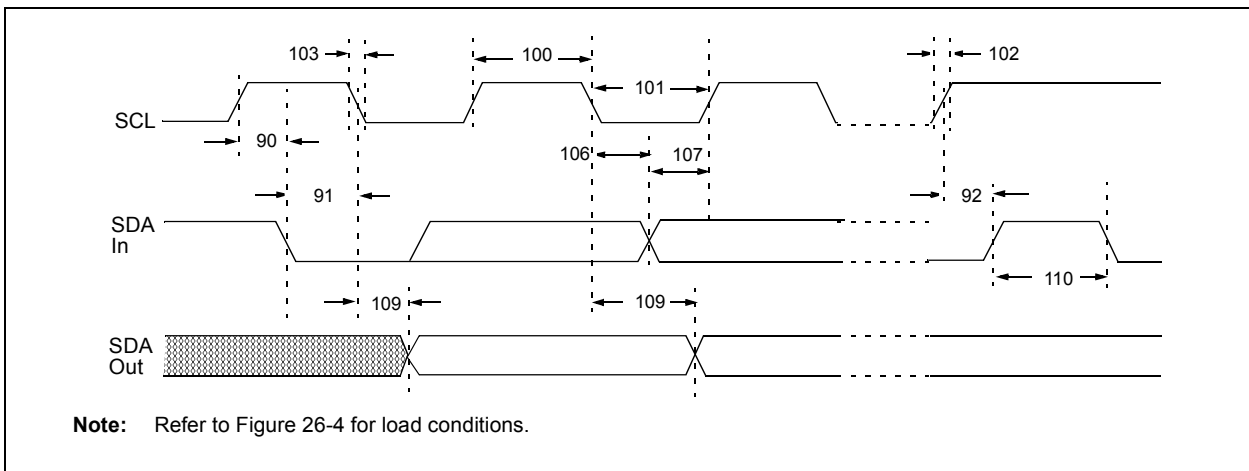 103
100
102
101
SCL
90
106
107
91
92
SDA
In
110
109
109
SDA
Out
Note: Refer to Figure 26-4 for load conditions.